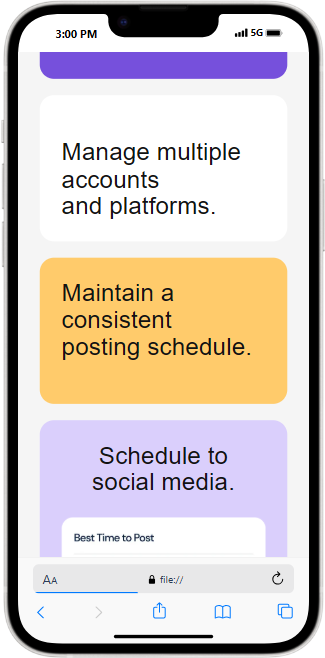 3:00 PM 5G
Manage multiple
accounts
and platforms.
Maintain a
consistent
posting schedule.
Schedule to
social media.
Best Time to Post
AA file://